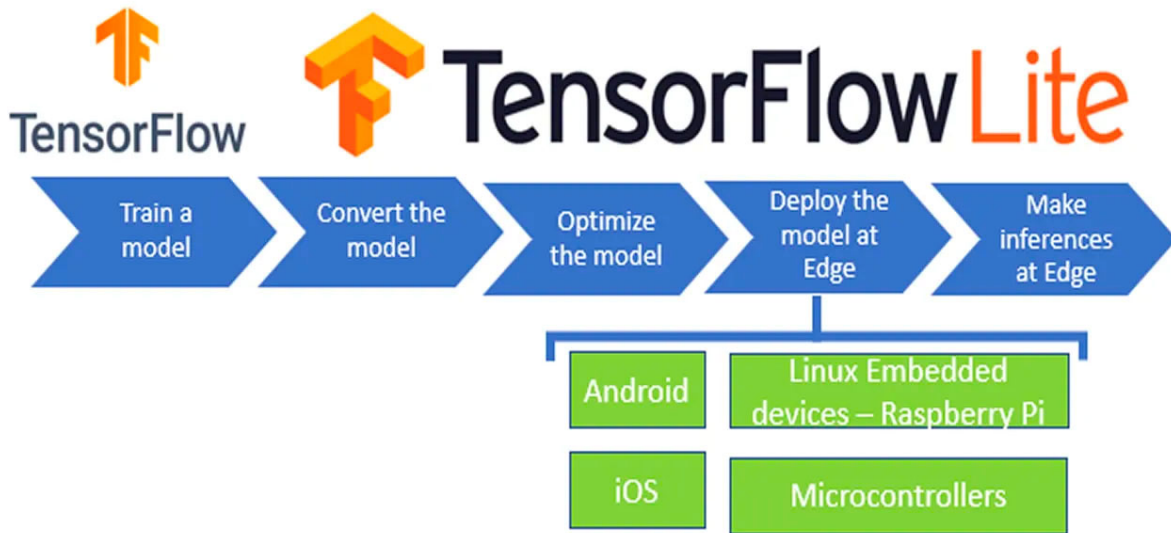 TensorFlow
TensorFlow Lite
Train a
model
Convert the
model
Optimize
the model
Deploy the
model at
Edge
Make
inferences
at Edge
Android
Linux Embedded
devices – Raspberry Pi
iOS
Microcontrollers